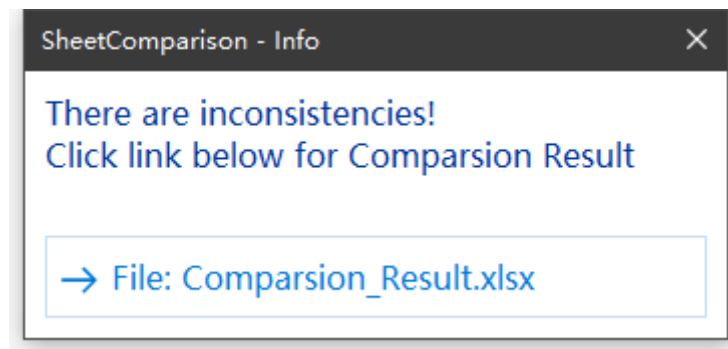 SheetComparison - Info
There are inconsistencies!
Click link below for Comparsion Result
→ File: Comparsion_Result.xlsx